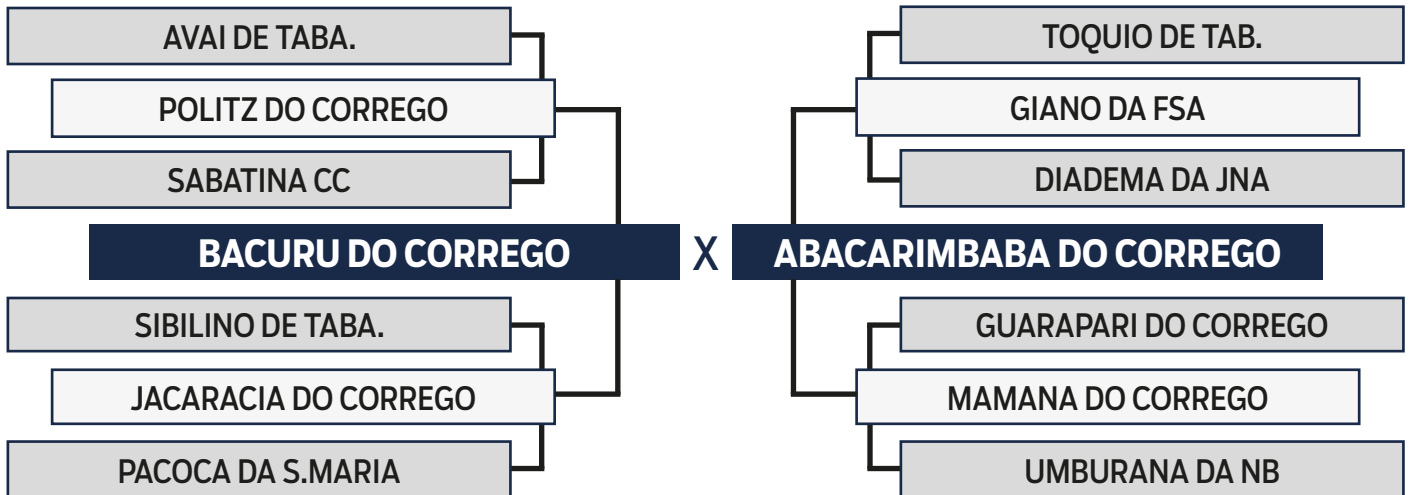 AVAI DE TABA.
POLITZ DO CORREGO
SABATINA CC
TOQUIO DE TAB.
GIANO DA FSA
DIADEMA DA JNA
BACURU DO CORREGO X ABACARIMBABA DO CORREGO
SIBILINO DE TABA.
JACARACIA DO CORREGO
PACOCA DA S.MARIA
GUARAPARI DO CORREGO
MAMANA DO CORREGO
UMBURANA DA NB